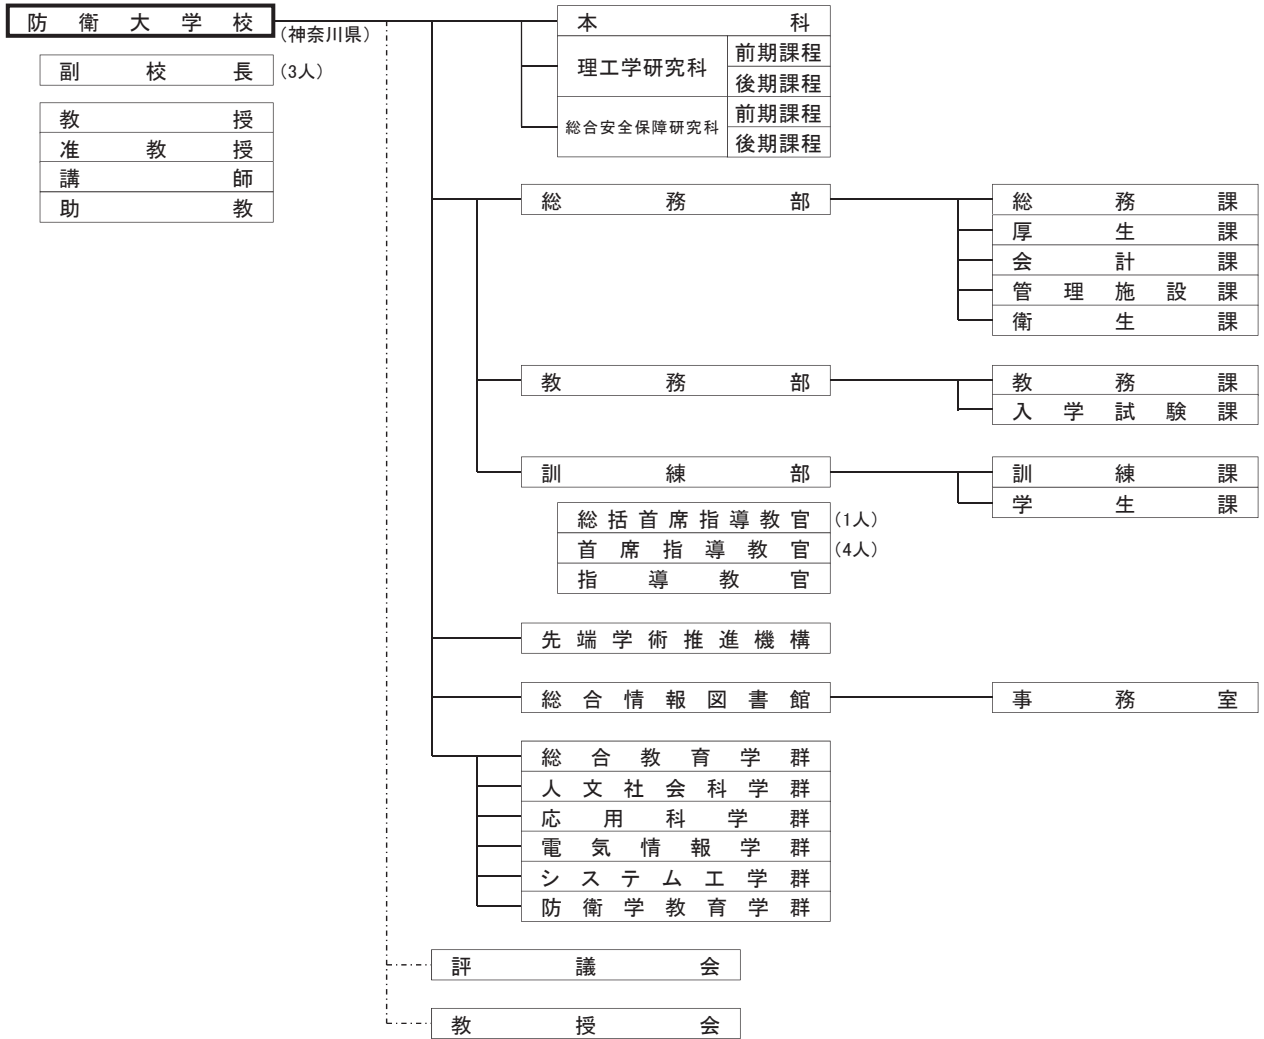 防衛大学校
（神奈川県）
副校長
（3人）
教授
准教授
講師
助教
本科
理工学研究科
前期課程
後期課程
総合安全保障研究科
前期課程
後期課程
総務部
総務課
厚生課
会計課
管理施設課
衛生課
教務部
教務課
入学試験課
訓練部
訓練課
学生課
総括首席指導教官
（1人）
首席指導教官
（4人）
指導教官
先端学術推進機構
総合情報図書館
事務室
総合教育学群
人文社会科学群
応用科学群
電気情報学群
システム工学群
防衛学教育学群
評議会
教授会